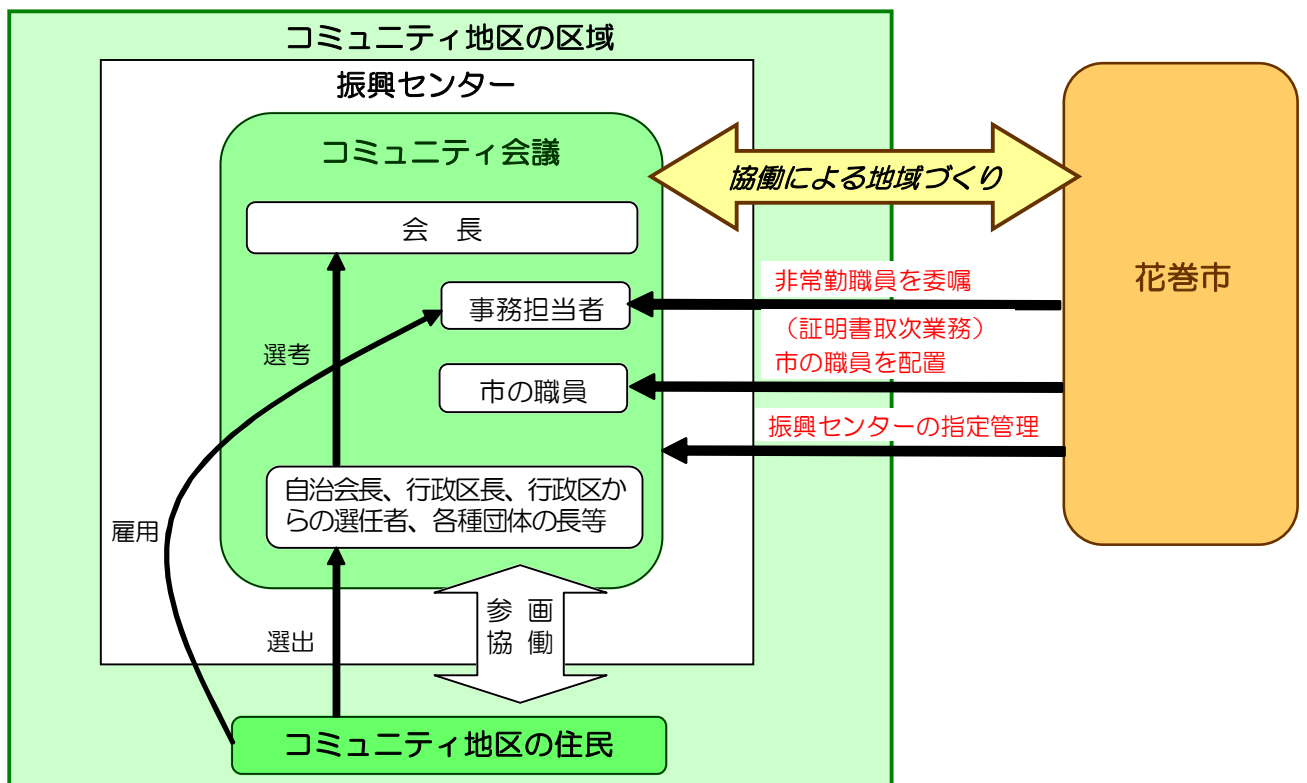 コミュニティ地区の区域
振興センター
コミュニティ会議
会　長
事務担当者
市の職員
自治会長、行政区長、行政区か
らの選任者、各種団体の長等
選考
雇用
選出
参 画
協 働
コミュニティ地区の住民
協働による地域づくり
非常勤職員を委嘱
（証明書取次業務）
市の職員を配置
振興センターの指定管理
花巻市